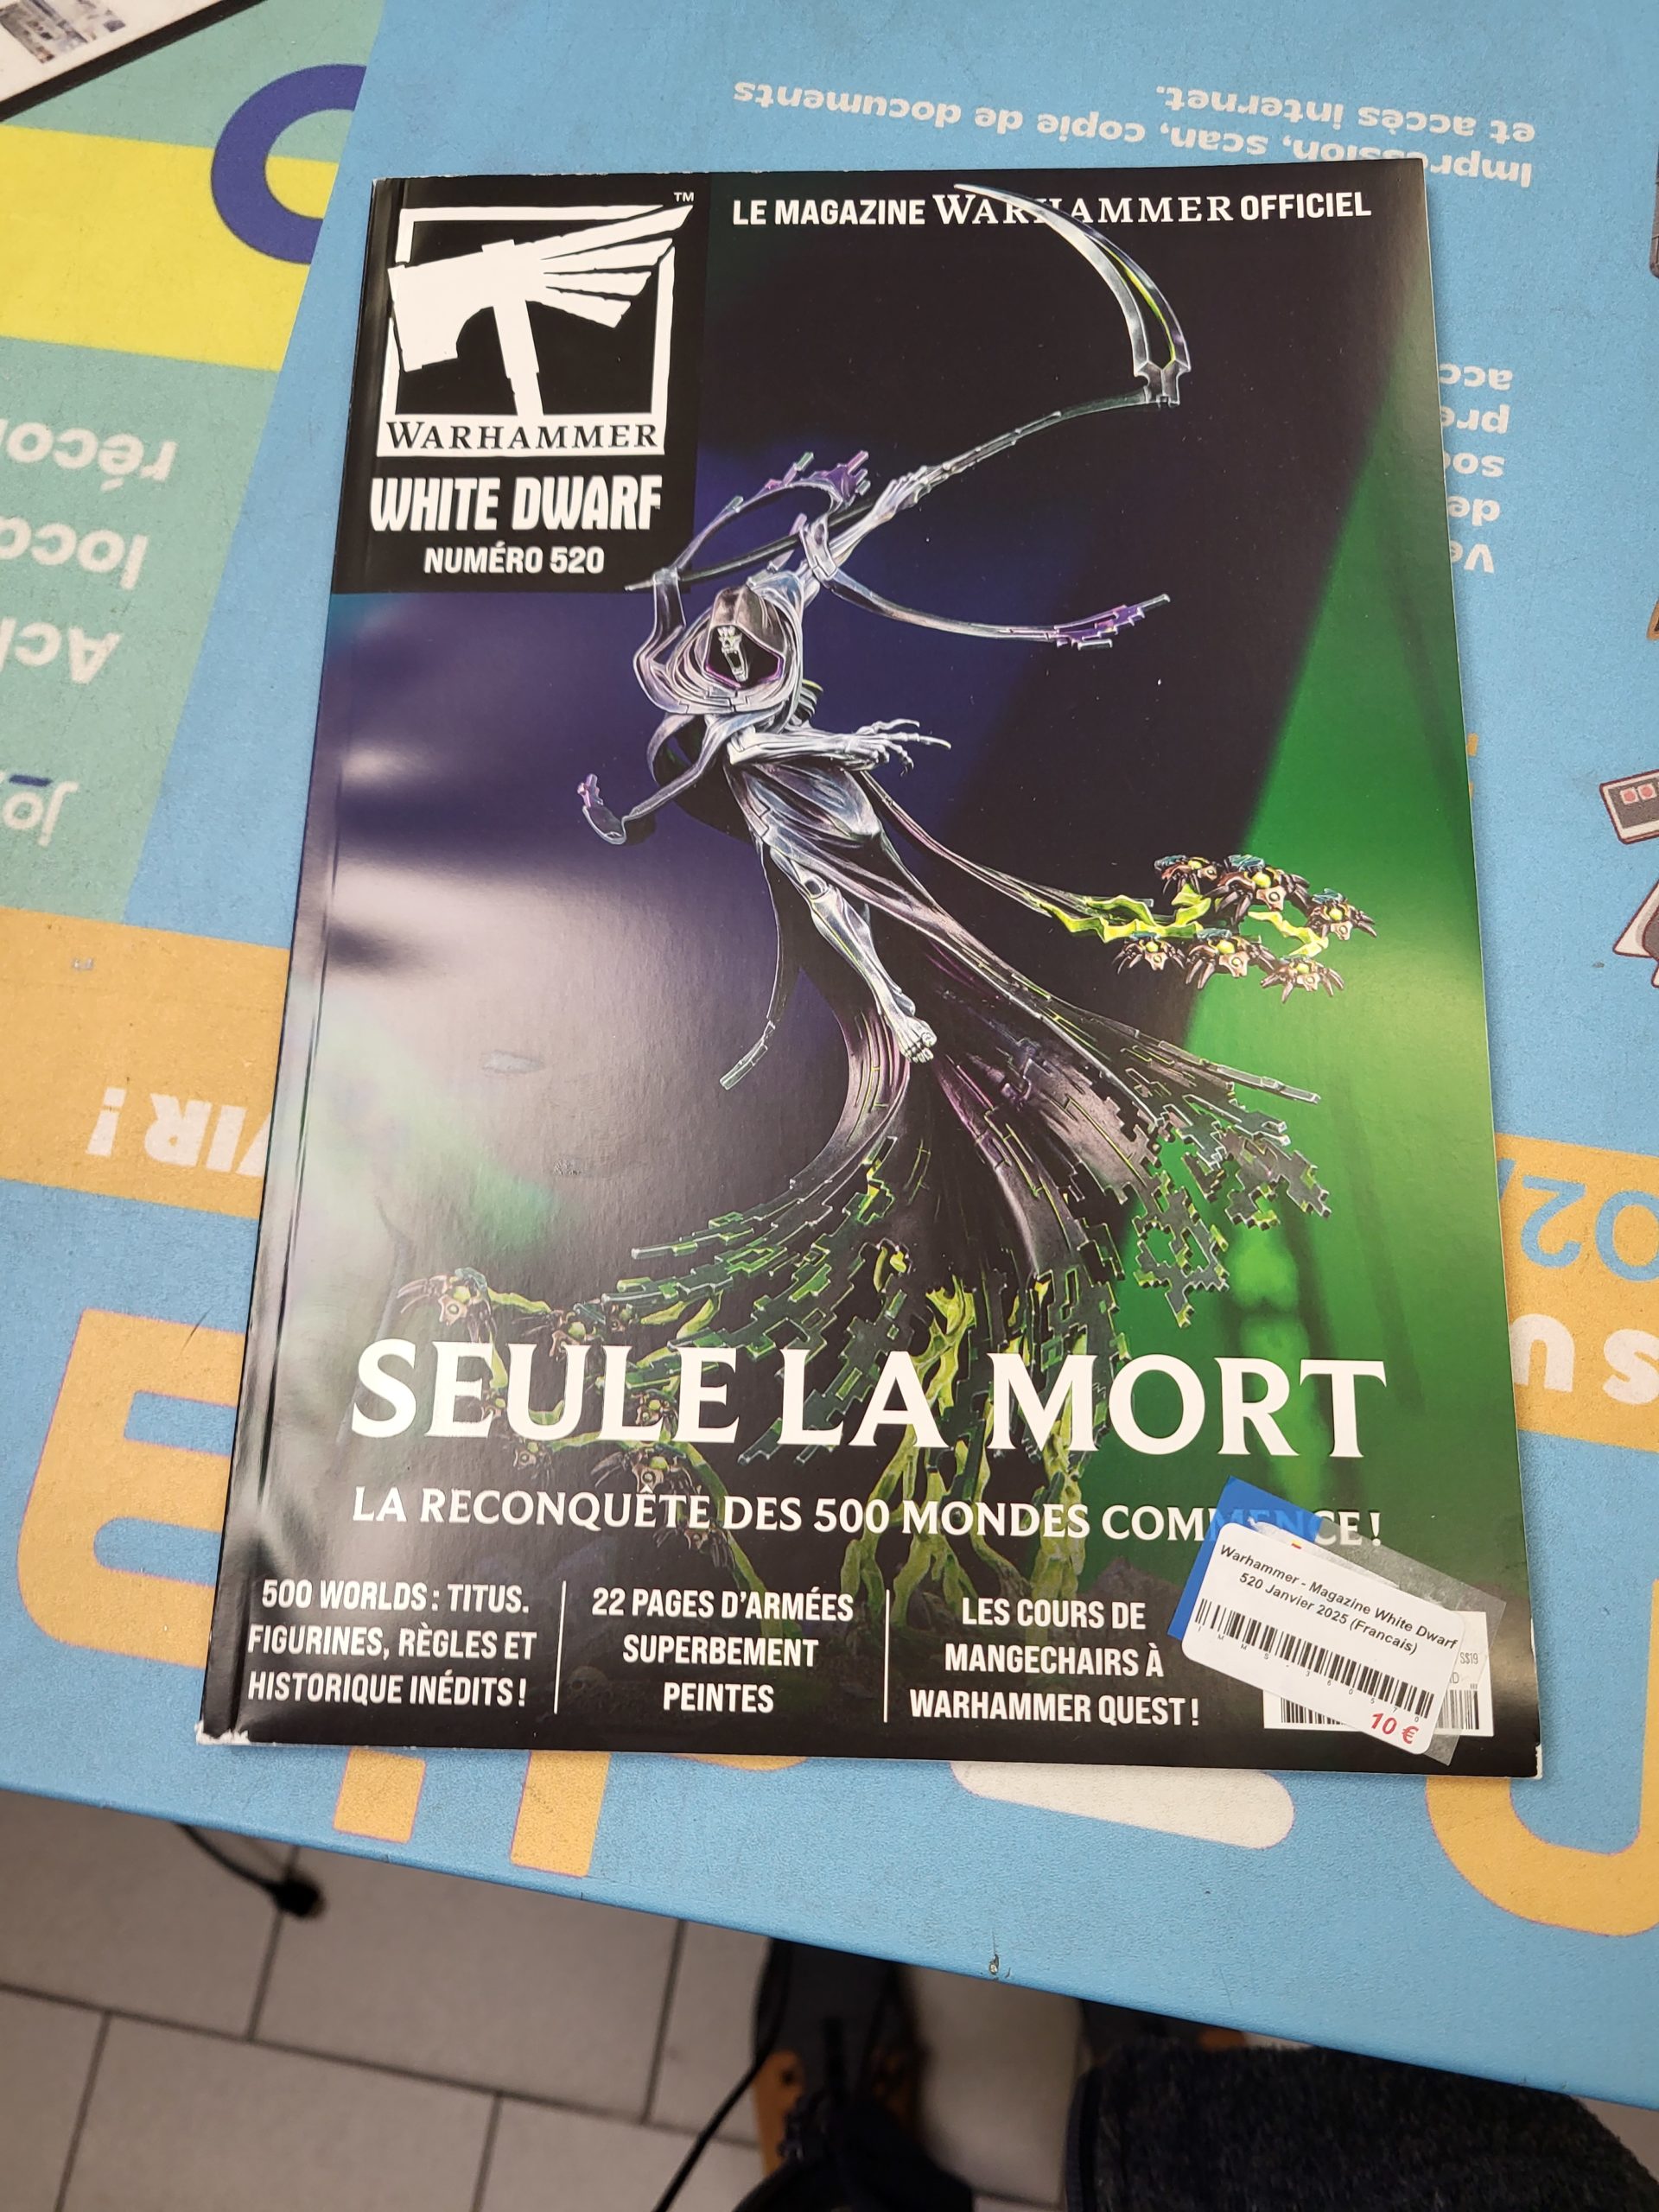 Impression, scan, copie de documents
et accès internet.
LE MAGAZINE WARHAMMER OFFICIEL
TM
WARHAMMER
WHITE DWARF
NUMÉRO 520
SEULE LA MORT
LA RECONQUÊTE DES 500 MONDES COMMENCE !
500 WORLDS : TITUS.
FIGURINES, RÈGLES ET
HISTORIQUE INÉDITS !
22 PAGES D'ARMÉES
SUPERBEMENT
PEINTES
LES COURS DE
MANGECHAIRS À
WARHAMMER QUEST !
Warhammer - Magazine White Dwarf
520 Janvier 2025 (Francais)
10 €
S$19